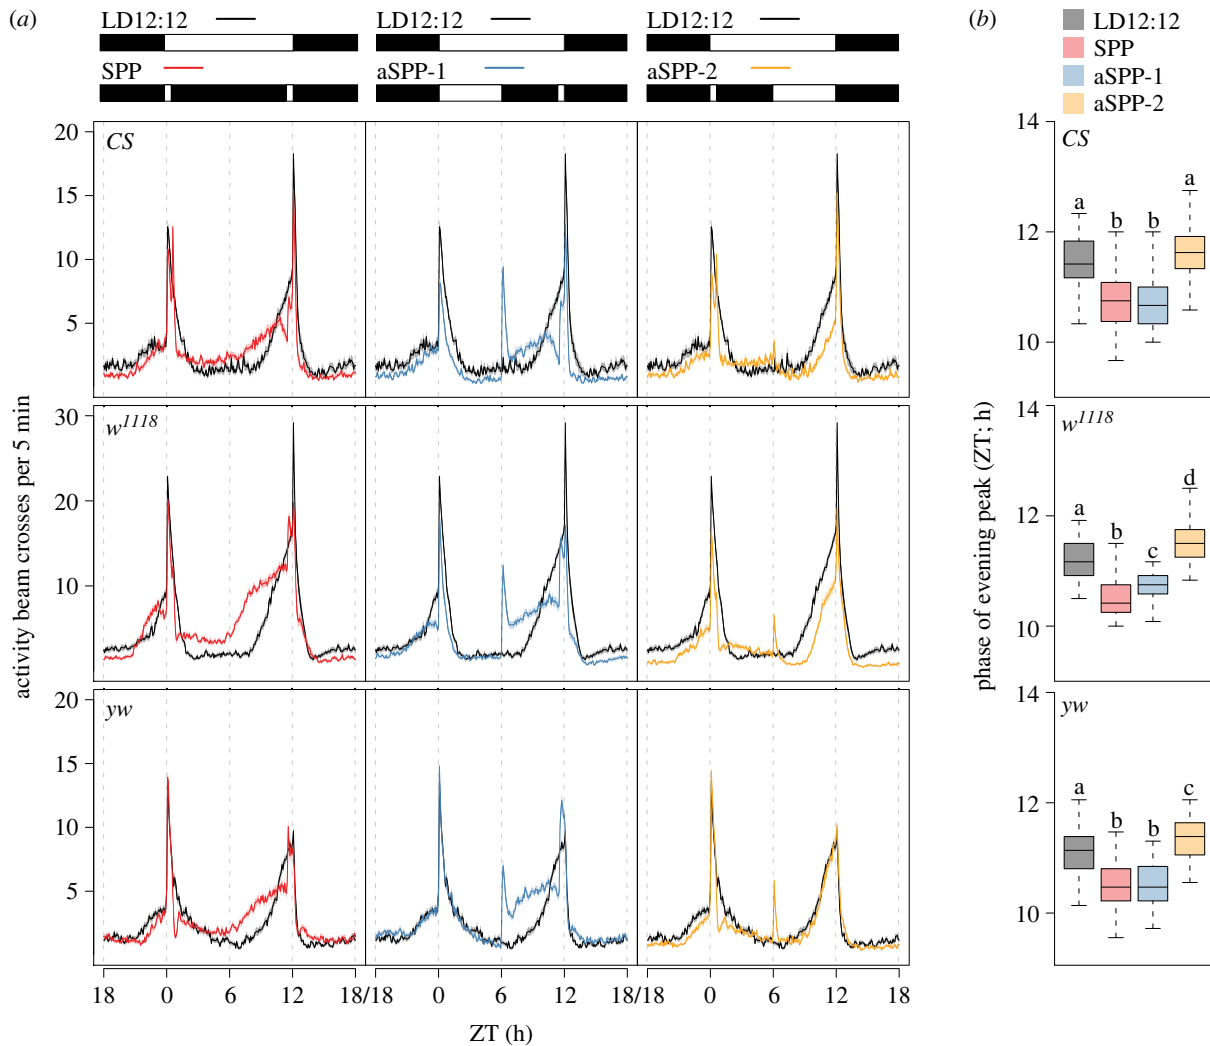 (a)
LD12:12
LD12:12
LD12:12
SPP
aSPP-1
aSPP-2
(b)
LD12:12
SPP
aSPP-1
aSPP-2
activity beam crosses per 5 min
20
15
10
5
CS
30
20
10
w1118
20
15
10
5
yw
18 0 6 12 18/18 0 6 12 18/18 0 6 12 18
ZT (h)
phase of evening peak (ZT; h)
14
12
10
CS
a b b a
14
12
10
w1118
a b c d
14
12
10
yw
a b b c